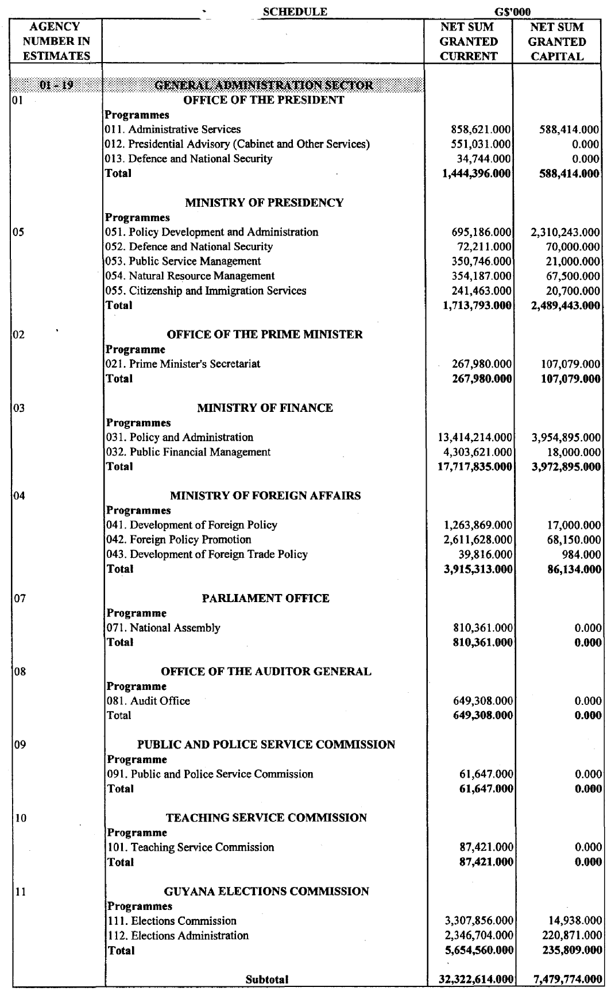 SCHEDULE G$'000
AGENCY NUMBER IN ESTIMATES NET SUM GRANTED CURRENT NET SUM GRANTED CAPITAL
01 - 19 GENERAL ADMINISTRATION SECTOR
01 OFFICE OF THE PRESIDENT
Programmes
011. Administrative Services 858,621.000 588,414.000
012. Presidential Advisory (Cabinet and Other Services) 551,031.000 0.000
013. Defence and National Security 34,744.000 0.000
Total 1,444,396.000 588,414.000
MINISTRY OF PRESIDENCY
Programmes
05 051. Policy Development and Administration 695,186.000 2,310,243.000
052. Defence and National Security 72,211.000 70,000.000
053. Public Service Management 350,746.000 21,000.000
054. Natural Resource Management 354,187.000 67,500.000
055. Citizenship and Immigration Services 241,463.000 20,700.000
Total 1,713,793.000 2,489,443.000
02 OFFICE OF THE PRIME MINISTER
Programme
021. Prime Minister's Secretariat 267,980.000 107,079.000
Total 267,980.000 107,079.000
03 MINISTRY OF FINANCE
Programmes
031. Policy and Administration 13,414,214.000 3,954,895.000
032. Public Financial Management 4,303,621.000 18,000.000
Total 17,717,835.000 3,972,895.000
04 MINISTRY OF FOREIGN AFFAIRS
Programmes
041. Development of Foreign Policy 1,263,869.000 17,000.000
042. Foreign Policy Promotion 2,611,628.000 68,150.000
043. Development of Foreign Trade Policy 39,816.000 984.000
Total 3,915,313.000 86,134.000
07 PARLIAMENT OFFICE
Programme
071. National Assembly 810,361.000 0.000
Total 810,361.000 0.000
08 OFFICE OF THE AUDITOR GENERAL
Programme
081. Audit Office 649,308.000 0.000
Total 649,308.000 0.000
09 PUBLIC AND POLICE SERVICE COMMISSION
Programme
091. Public and Police Service Commission 61,647.000 0.000
Total 61,647.000 0.000
10 TEACHING SERVICE COMMISSION
Programme
101. Teaching Service Commission 87,421.000 0.000
Total 87,421.000 0.000
11 GUYANA ELECTIONS COMMISSION
Programmes
111. Elections Commission 3,307,856.000 14,938.000
112. Elections Administration 2,346,704.000 220,871.000
Total 5,654,560.000 235,809.000
Subtotal 32,322,614.000 7,479,774.000